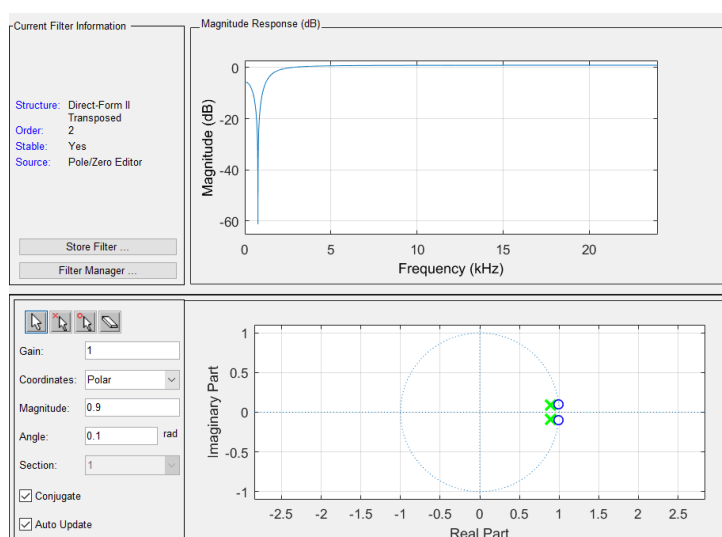 Current Filter Information
Structure: Direct-Form II
Transposed
Order: 2
Stable: Yes
Source: Pole/Zero Editor
Store Filter ...
Filter Manager ...
Magnitude Response (dB)
Magnitude (dB)
0
-20
-40
-60
0 5 10 15 20
Frequency (kHz)
Gain: 1
Coordinates: Polar
Magnitude: 0.9
Angle: 0.1 rad
Section: 1
Conjugate
Auto Update
Imaginary Part
1
0.5
0
-0.5
-1
-2.5 -2 -1.5 -1 -0.5 0 0.5 1 1.5 2 2.5
Real Part